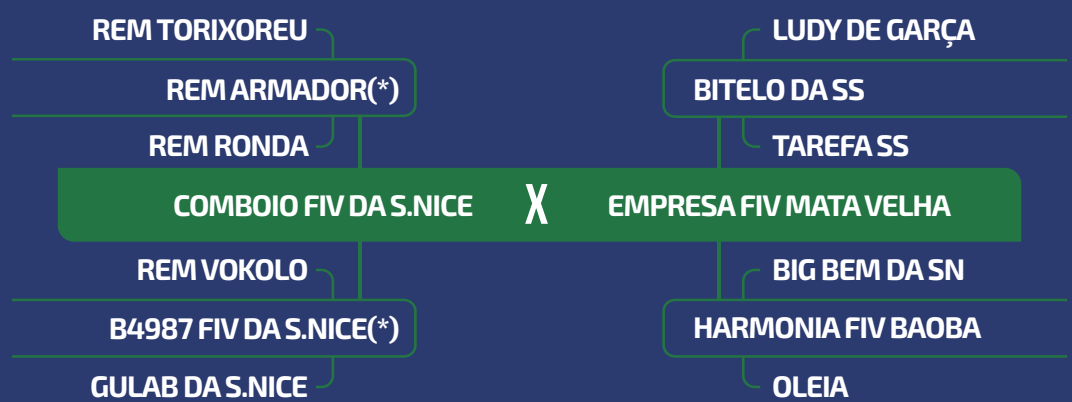 REM TORIXOREU
LUDY DE GARÇA
REM ARMADOR(*)
BITELO DA SS
REM RONDA
TAREFA SS
COMBOIO FIV DA S.NICE X EMPRESA FIV MATA VELHA
REM VOKOLO
BIG BEM DA SN
B4987 FIV DA S.NICE(*)
HARMONIA FIV BAOBA
GULAB DA S.NICE
OLEIA